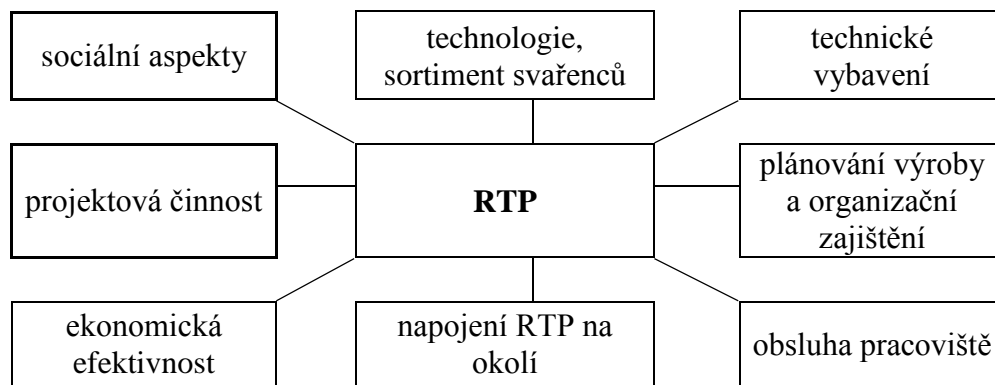 sociální aspekty
technologie,
sortiment svařenců
technické
vybavení
projektová činnost
RTP
plánování výroby
a organizační
zajištění
ekonomická
efektivnost
napojení RTP na
okolí
obsluha pracoviště